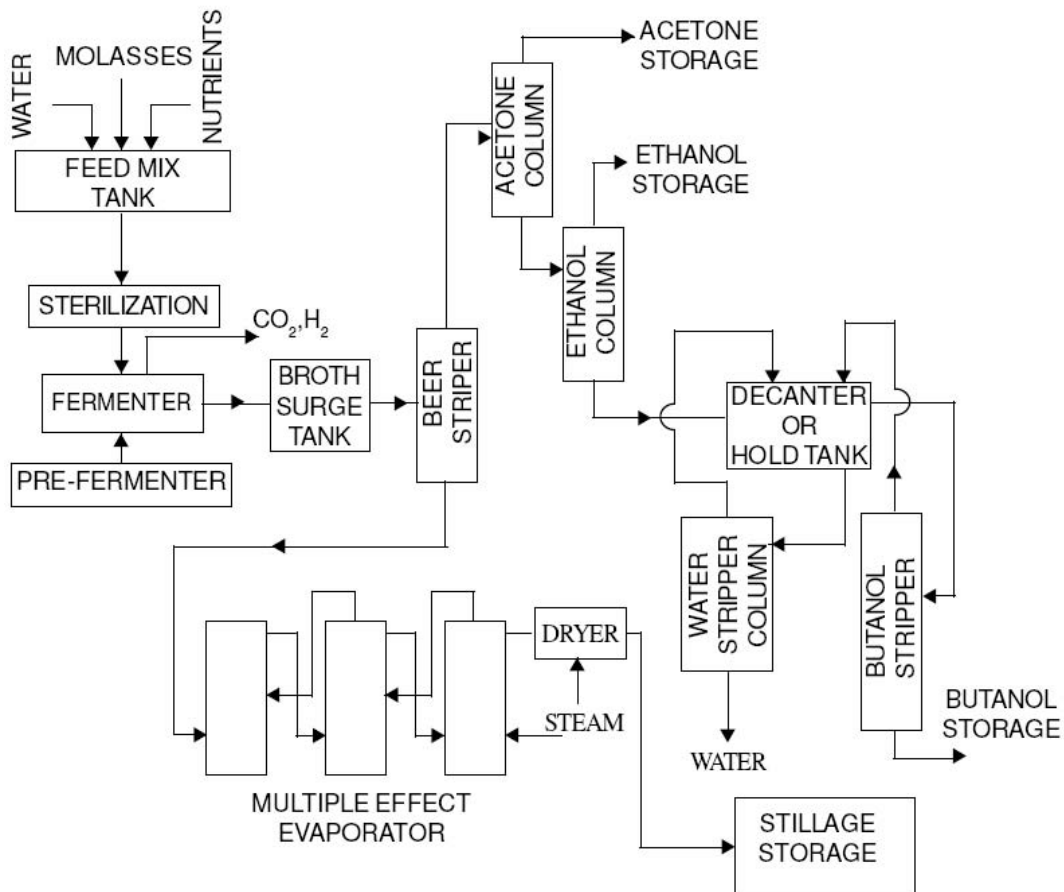 WATER
MOLASSES
NUTRIENTS
FEED MIX
TANK
STERILIZATION
CO₂,H₂
FERMENTER
PRE-FERMENTER
BROTH
SURGE
TANK
BEER
STRIPER
ACETONE
COLUMN
ACETONE
STORAGE
ETHANOL
COLUMN
ETHANOL
STORAGE
DECANTER
OR
HOLD TANK
WATER
STRIPPER
COLUMN
WATER
BUTANOL
STRIPPER
BUTANOL
STORAGE
DRYER
STEAM
MULTIPLE EFFECT
EVAPORATOR
STILLAGE
STORAGE